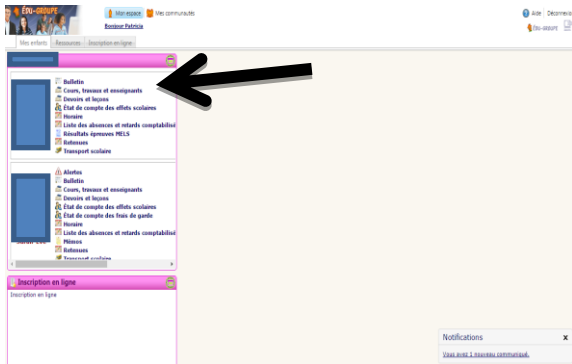 ÉDU-GROUPE
Mon espace Mes communautés
Bonjour Patricia
Aide Déconnexion
Édu-groupe
Mes enfants Ressources Inscription en ligne
Bulletin
Cours, travaux et enseignants
Devoirs et leçons
État de compte des effets scolaires
Horaire
Liste des absences et retards comptabilisé
Résultats épreuves MELS
Retenues
Transport scolaire
Alertes
Bulletin
Cours, travaux et enseignants
Devoirs et leçons
État de compte des effets scolaires
État de compte des frais de garde
Horaire
Liste des absences et retards comptabilisé
Mémos
Retenues
Transport scolaire
Inscription en ligne
Inscription en ligne
Notifications x
Vous avez 1 nouveau communiqué.